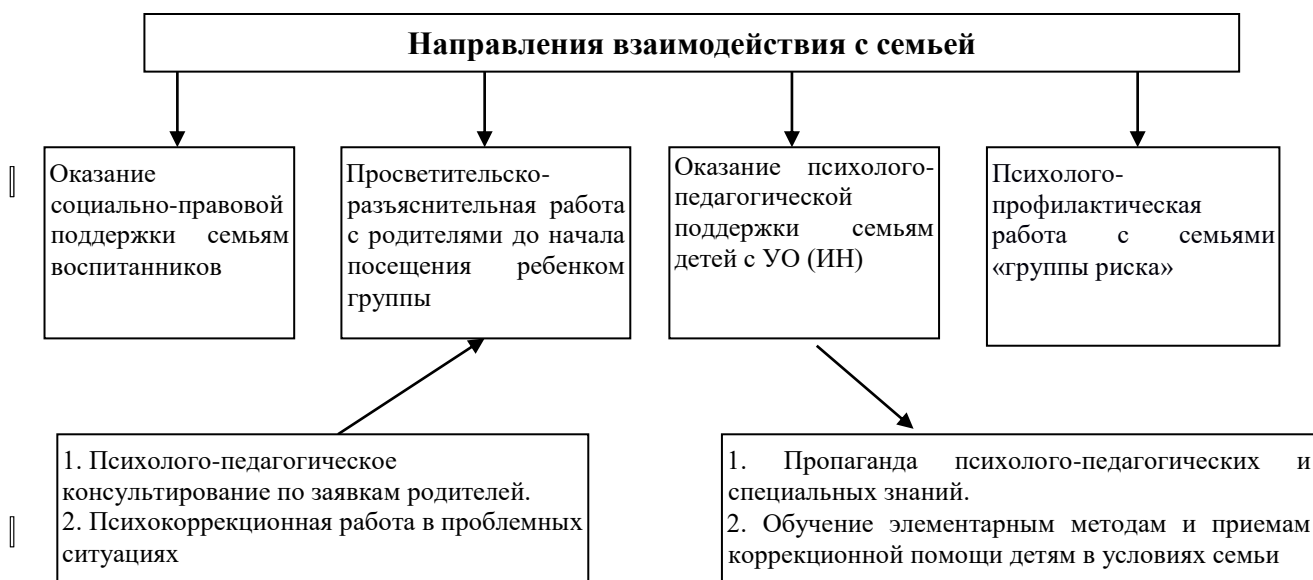 Направления взаимодействия с семьей
Оказание
социально-правовой
поддержки семьям
воспитанников
Просветительско-
разъяснительная работа
с родителями до начала
посещения ребенком
группы
Оказание психолого-
педагогической
поддержки семьям
детей с УО (ИН)
Психолого-
профилактическая
работа с семьями
«группы риска»
1. Психолого-педагогическое
консультирование по заявкам родителей.
2. Психокоррекционная работа в проблемных
ситуациях
1. Пропаганда психолого-педагогических и
специальных знаний.
2. Обучение элементарным методам и приемам
коррекционной помощи детям в условиях семьи